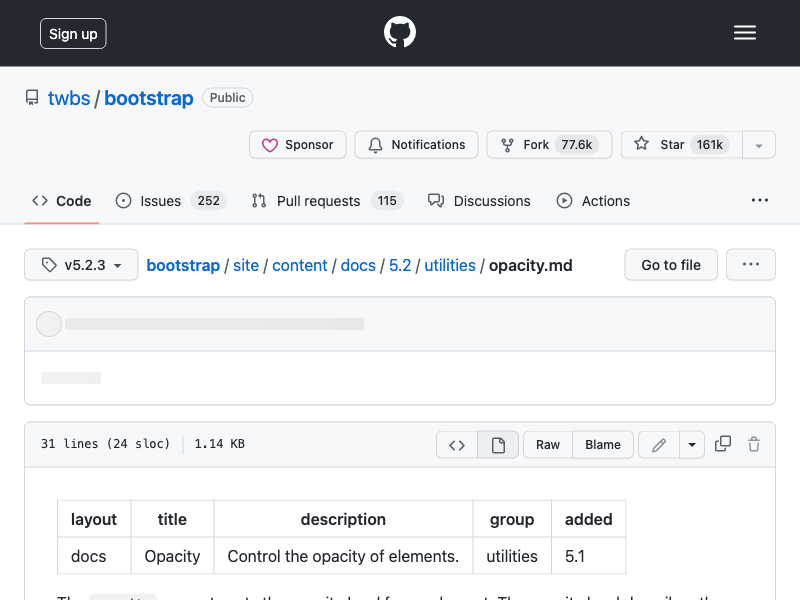 Sign up
twbs / bootstrap Public
Sponsor Notifications Fork 77.6k Star 161k
Code Issues 252 Pull requests 115 Discussions Actions
v5.2.3 bootstrap / site / content / docs / 5.2 / utilities / opacity.md Go to file
31 lines (24 sloc) 1.14 KB Raw Blame
layout title description group added
docs Opacity Control the opacity of elements. utilities 5.1